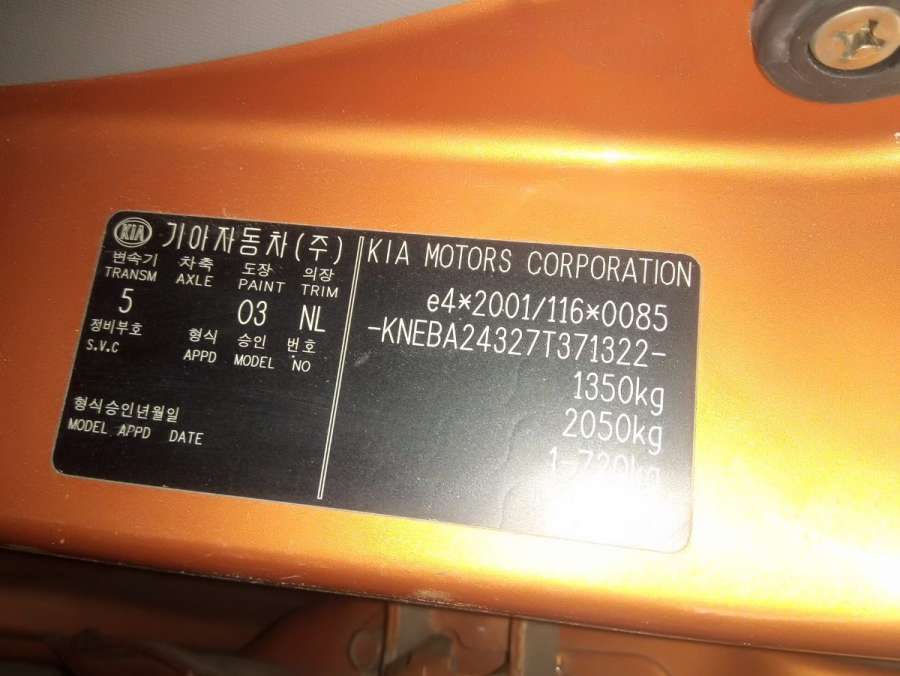 KIA 기아자동차(주)
변속기 차축 도장 의장
TRANSM AXLE PAINT TRIM
5 03 NL
정비부호 형식 승인 번호
S.V.C APPD MODEL NO
형식승인년월일
MODEL APPD DATE
KIA MOTORS CORPORATION
e4*2001/116*0085
-KNEBA24327T371322-
1350kg
2050kg
1-720kg